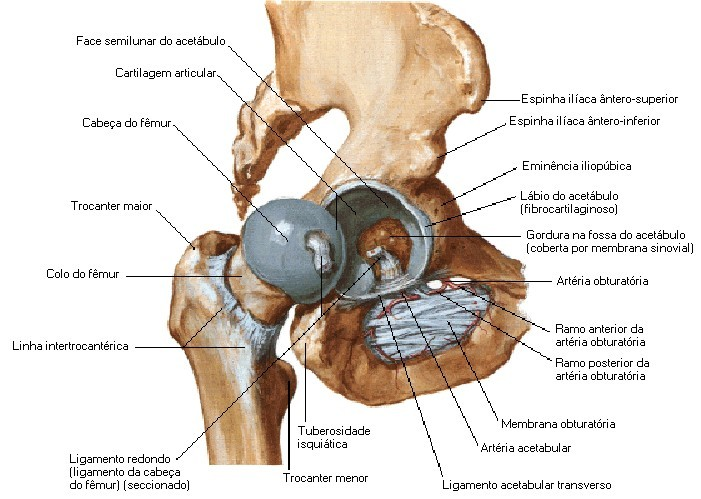 Face semilunar do acetábulo
Cartilagem articular
Cabeça do fêmur
Trocanter maior
Colo do fêmur
Linha intertrocantérica
Ligamento redondo
(ligamento da cabeça
do fêmur) (seccionado)
Espinha ilíaca ântero-superior
Espinha ilíaca ântero-inferior
Eminência iliopúbica
Lábio do acetábulo
(fibrocartilaginoso)
Gordura na fossa do acetábulo
(coberta por membrana sinovial)
Artéria obturatória
Ramo anterior da
artéria obturatória
Ramo posterior da
artéria obturatória
Membrana obturatória
Artéria acetabular
Ligamento acetabular transverso
Tuberosidade
isquiática
Trocanter menor